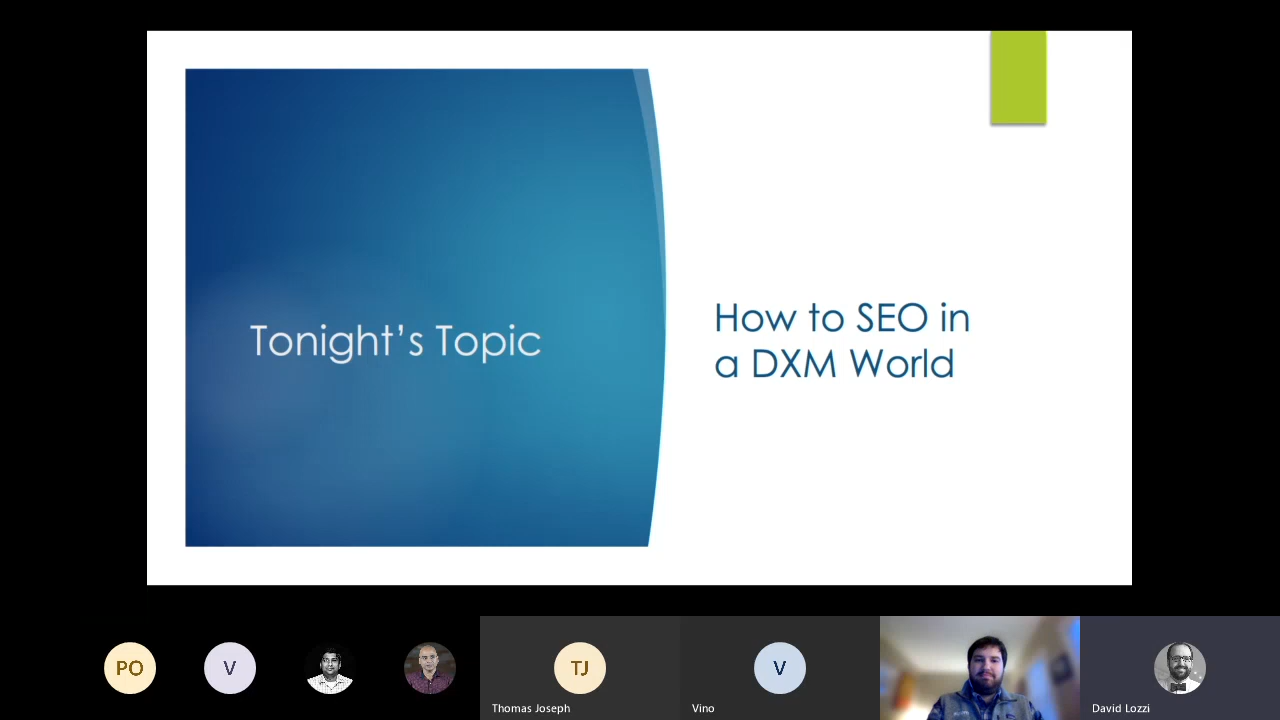 Tonight's Topic
How to SEO in
a DXM World
PO
V
TJ
V
Thomas Joseph
Vino
David Lozzi